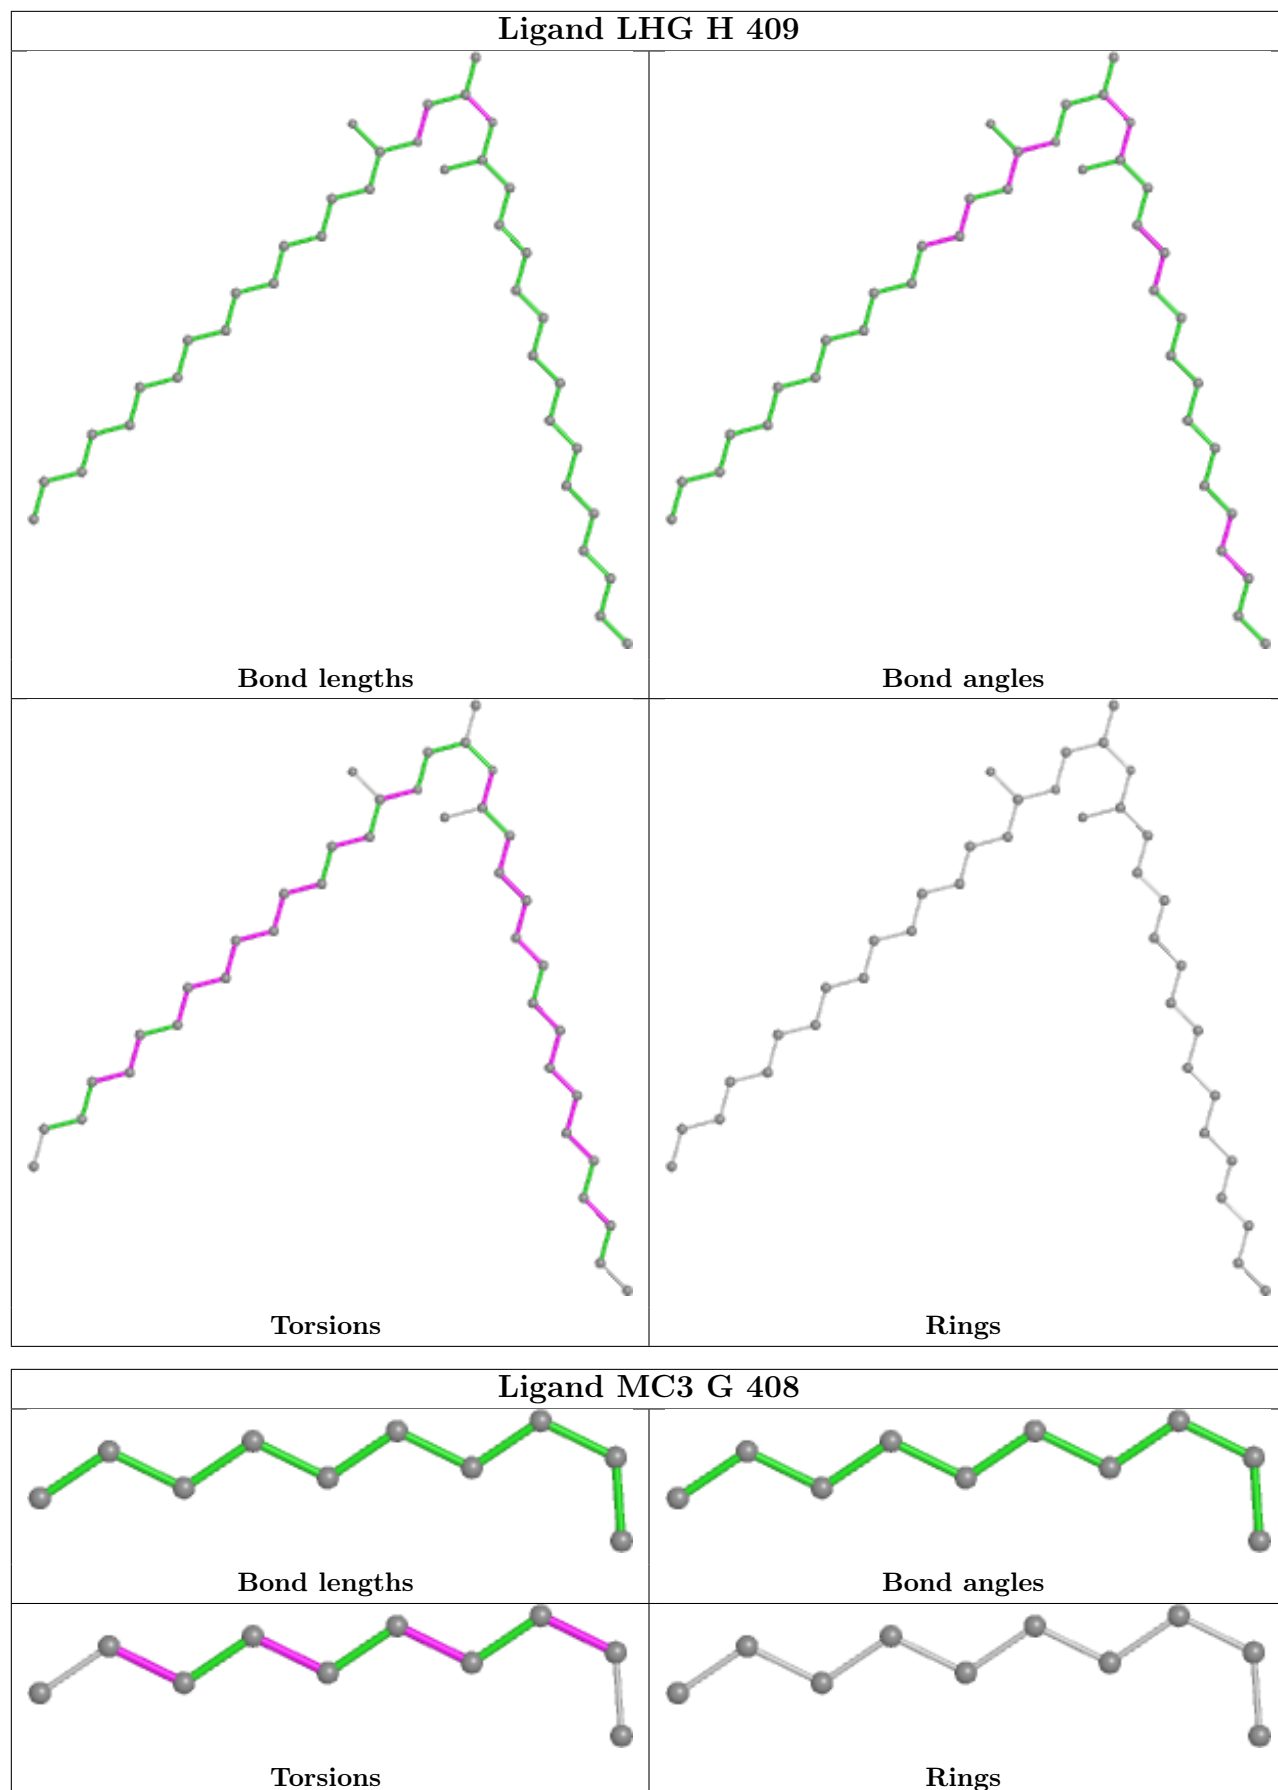 Ligand LHG H 409
Bond lengths
Bond angles
Torsions
Rings
Ligand MC3 G 408
Bond lengths
Bond angles
Torsions
Rings